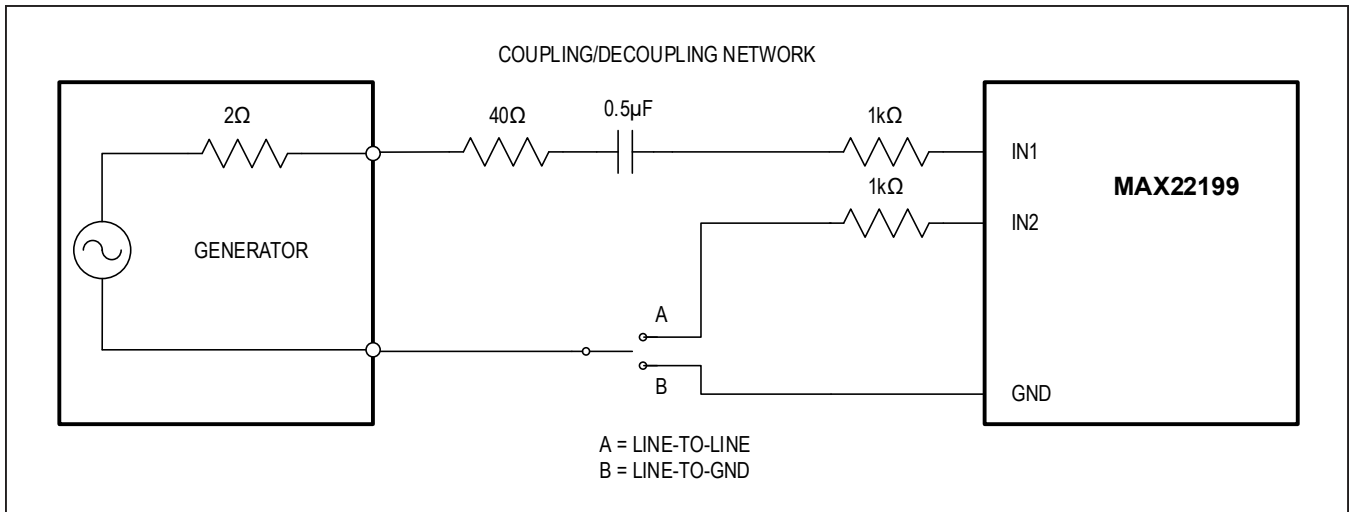 COUPLING/DECOUPLING NETWORK
2Ω
40Ω
0.5µF
1kΩ
IN1
MAX22199
1kΩ
IN2
GENERATOR
A
B
GND
A = LINE-TO-LINE
B = LINE-TO-GND